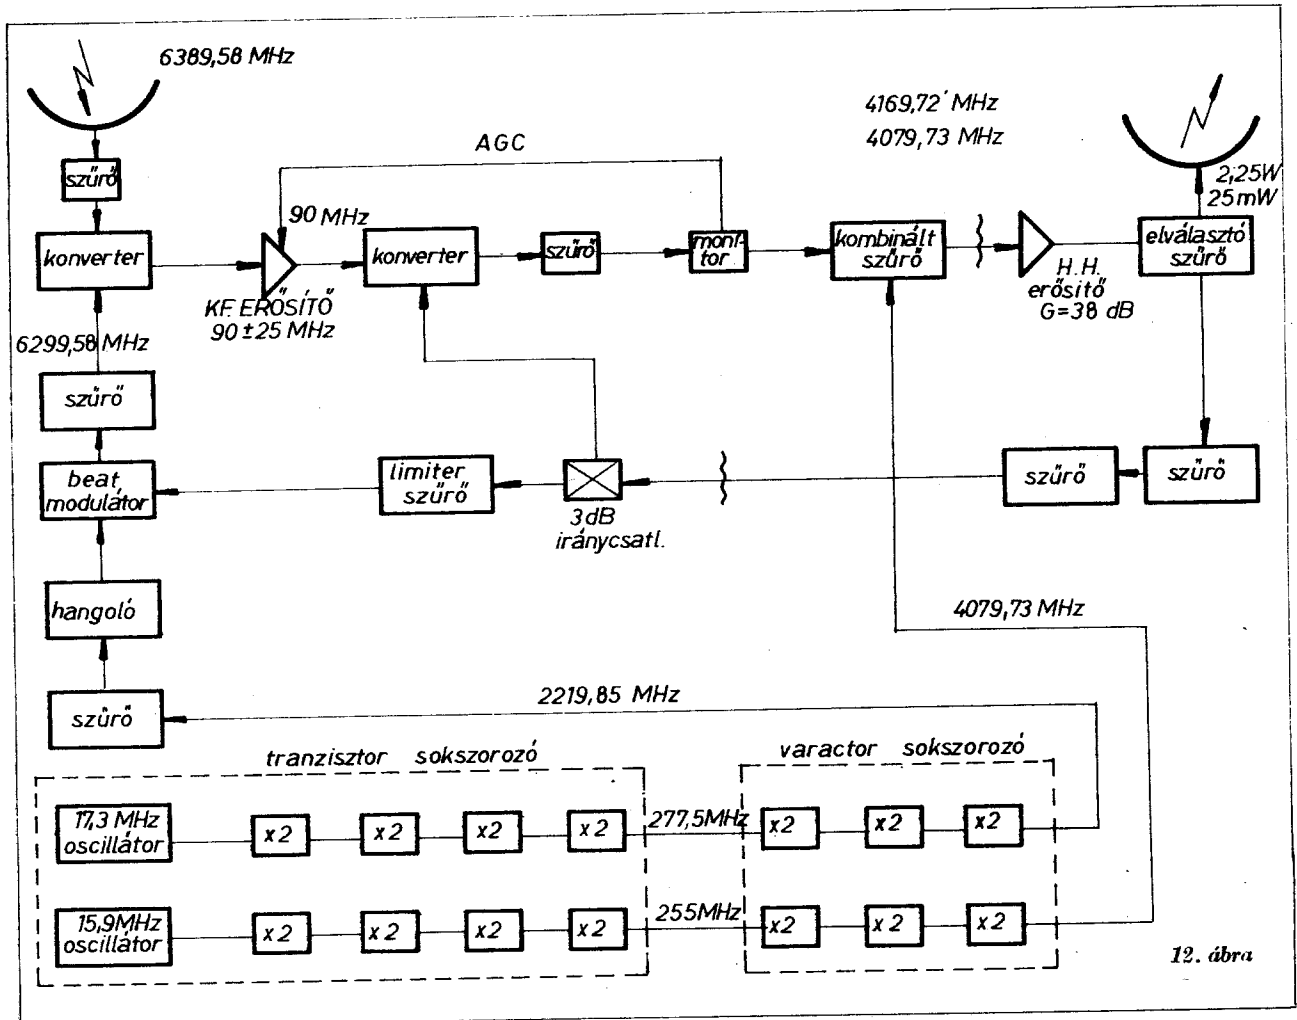 6389,58 MHz
4169,72 MHz
4079,73 MHz
AGC
szűrő
2,25W
25mW
90 MHz
konverter
konverter
szűrő
moni-
tor
kombinált
szűrő
elválasztó
szűrő
KF. ERŐSÍTŐ
90 ± 25 MHz
H.H.
erősítő
G=38 dB
6299,58 MHz
szűrő
beat
modulátor
limiter
szűrő
3 dB
iránycsatl.
szűrő
szűrő
hangoló
4079,73 MHz
szűrő
2219,85 MHz
tranzisztor sokszorozó
varactor sokszorozó
17,3 MHz
oscillátor
x2
x2
x2
x2
277,5MHz
x2
x2
x2
15,9MHz
oscillátor
x2
x2
x2
x2
255MHz
x2
x2
x2
12. ábra